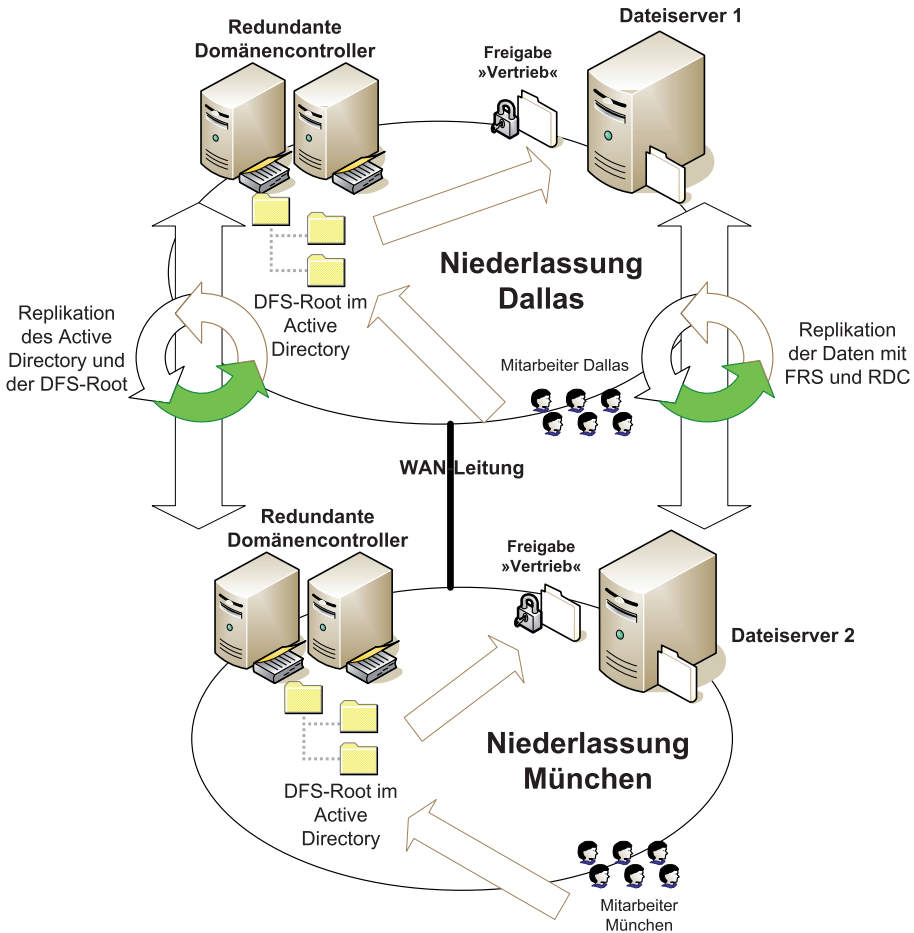 Redundante
Domänencontroller
Dateiserver 1
Freigabe
»Vertrieb«
Niederlassung
Dallas
DFS-Root im
Active
Directory
Replikation
des Active
Directory und
der DFS-Root
Replikation
der Daten mit
FRS und RDC
Mitarbeiter Dallas
WAN-Leitung
Redundante
Domänencontroller
Freigabe
»Vertrieb«
Dateiserver 2
Niederlassung
München
DFS-Root im
Active
Directory
Mitarbeiter
München